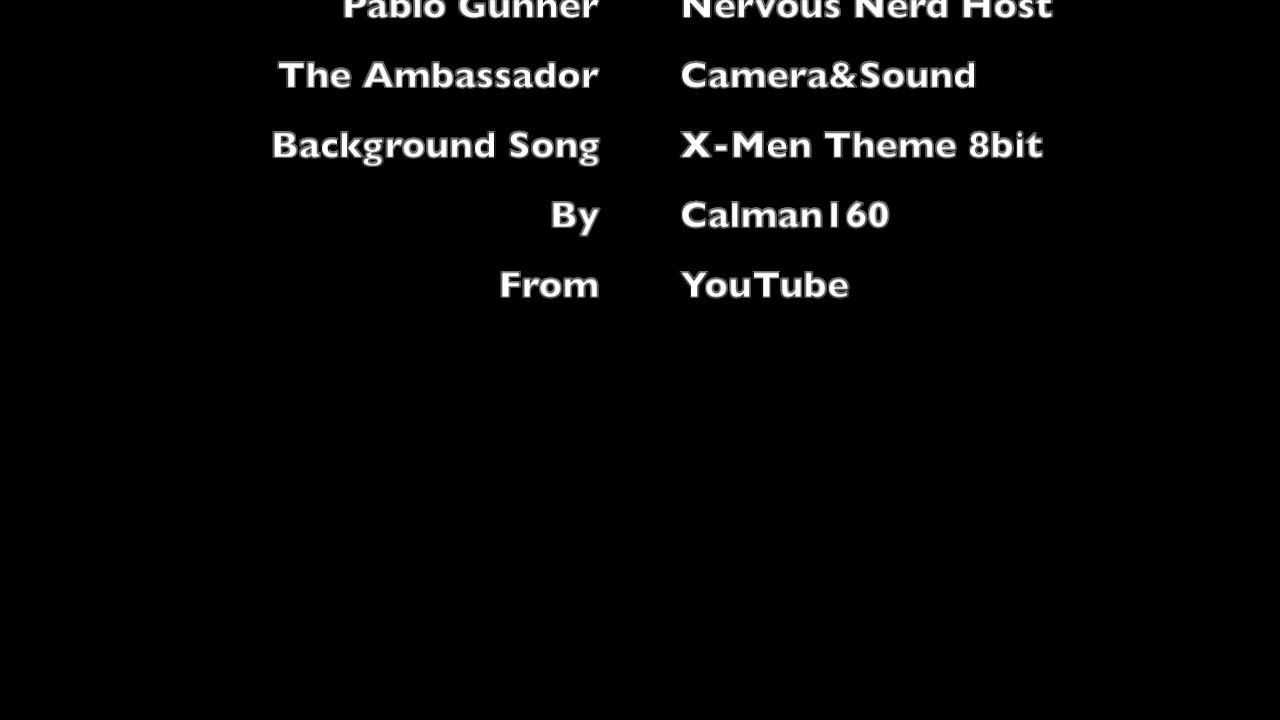 Pablo Gunner Nervous Nerd Host
The Ambassador Camera&Sound
Background Song X-Men Theme 8bit
By Calman160
From YouTube